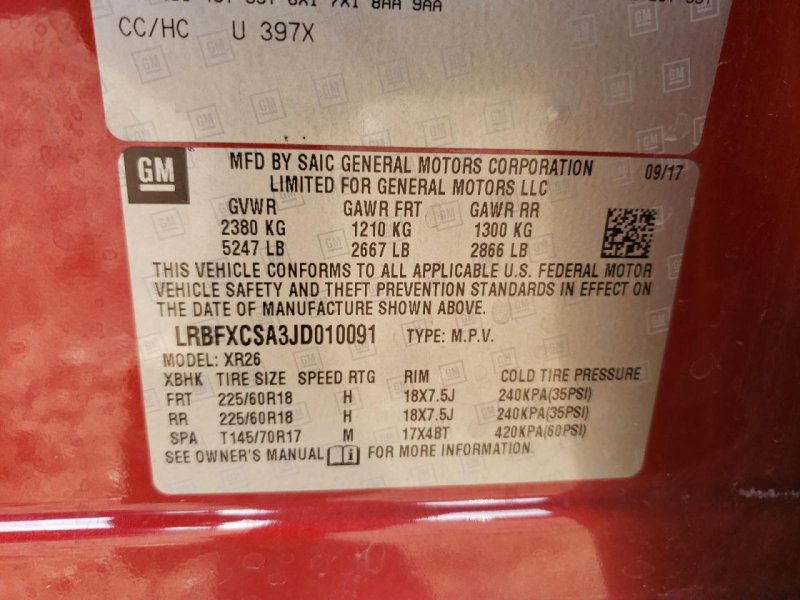 6X1 7X1 8AA 9AA
CC/HC U 397X
GM
MFD BY SAIC GENERAL MOTORS CORPORATION
LIMITED FOR GENERAL MOTORS LLC
09/17
GVWR GAWR FRT GAWR RR
2380 KG 1210 KG 1300 KG
5247 LB 2667 LB 2866 LB
THIS VEHICLE CONFORMS TO ALL APPLICABLE U.S. FEDERAL MOTOR
VEHICLE SAFETY AND THEFT PREVENTION STANDARDS IN EFFECT ON
THE DATE OF MANUFACTURE SHOWN ABOVE.
LRBFXCSA3JD010091 TYPE: M.P.V.
MODEL: XR26
XBHK TIRE SIZE SPEED RTG RIM COLD TIRE PRESSURE
FRT 225/60R18 H 18X7.5J 240KPA(35PSI)
RR 225/60R18 H 18X7.5J 240KPA(35PSI)
SPA T145/70R17 M 17X4BT 420KPA(60PSI)
SEE OWNER'S MANUAL FOR MORE INFORMATION.